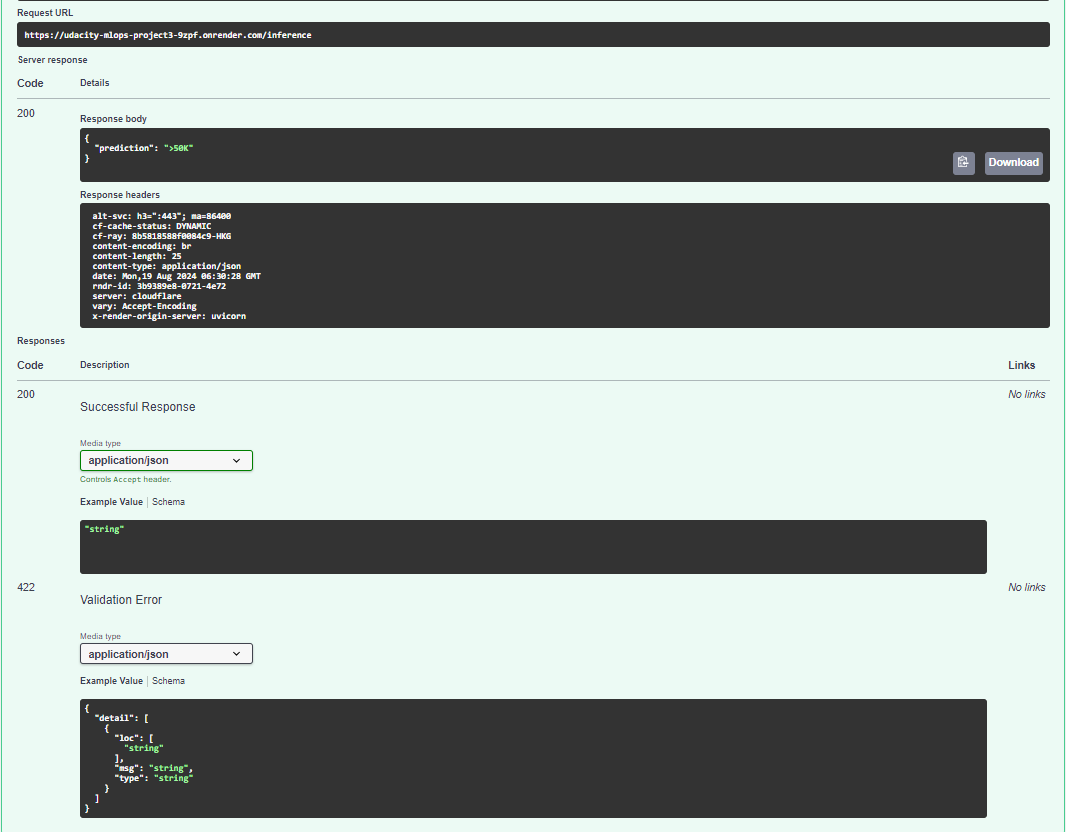 Request URL
https://udacity-mlops-project3-9zpf.onrender.com/inference
Server response
Code Details
200
Response body
{
"prediction": ">50K"
}
Download
Response headers
alt-svc: h3=":443"; ma=86400
cf-cache-status: DYNAMIC
cf-ray: 8b5818588f0084c9-HKG
content-encoding: br
content-length: 25
content-type: application/json
date: Mon,19 Aug 2024 06:30:28 GMT
rndr-id: 3b9389e8-0721-4e72
server: cloudflare
vary: Accept-Encoding
x-render-origin-server: uvicorn
Responses
Code Description Links
200 No links
Successful Response
Media type
application/json
Controls Accept header.
Example Value Schema
"string"
422 No links
Validation Error
Media type
application/json
Example Value Schema
{
"detail": [
{
"loc": [
"string"
],
"msg": "string",
"type": "string"
}
]
}